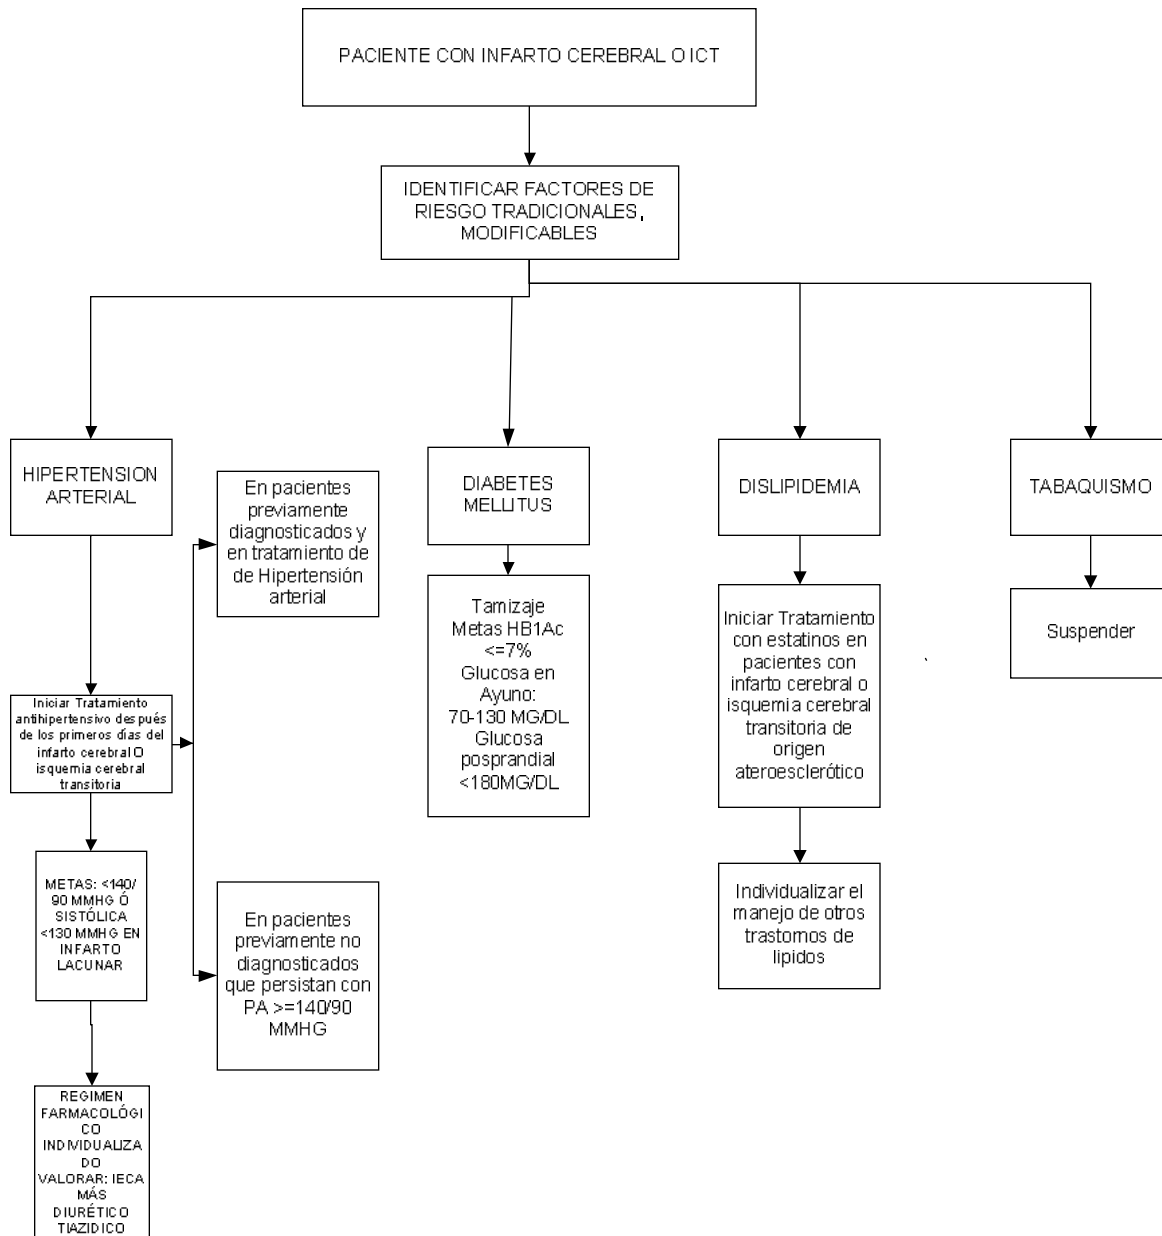 PACIENTE CON INFARTO CEREBRAL O ICT
IDENTIFICAR FACTORES DE
RIESGO TRADICIONALES,
MODIFICABLES
HIPERTENSION
ARTERIAL
En pacientes
previamente
diagnosticados y
en tratamiento de
de Hipertensión
arterial
DIABETES
MELLITUS
DISLIPIDEMIA
TABAQUISMO
Iniciar Tratamiento
antihipertensivo después
de los primeros días del
infarto cerebral O
isquemia cerebral
transitoria
Tamizaje
Metas HB1Ac
<=7%
Glucosa en
Ayuno:
70-130 MG/DL
Glucosa
posprandial
<180MG/DL
Iniciar Tratamiento
con estatinos en
pacientes con
infarto cerebral o
isquemia cerebral
transitoria de
origen
ateroesclerótico
Suspender
METAS: <140/
90 MMHG Ó
SISTÓLICA
<130 MMHG EN
INFARTO
LACUNAR
En pacientes
previamente no
diagnosticados
que persistan con
PA >=140/90
MMHG
Individualizar el
manejo de otros
trastornos de
lipidos
REGIMEN
FARMACOLÓGI
CO
INDIVIDUALIZA
DO
VALORAR: IECA
MÁS
DIURÉTICO
TIAZIDICO